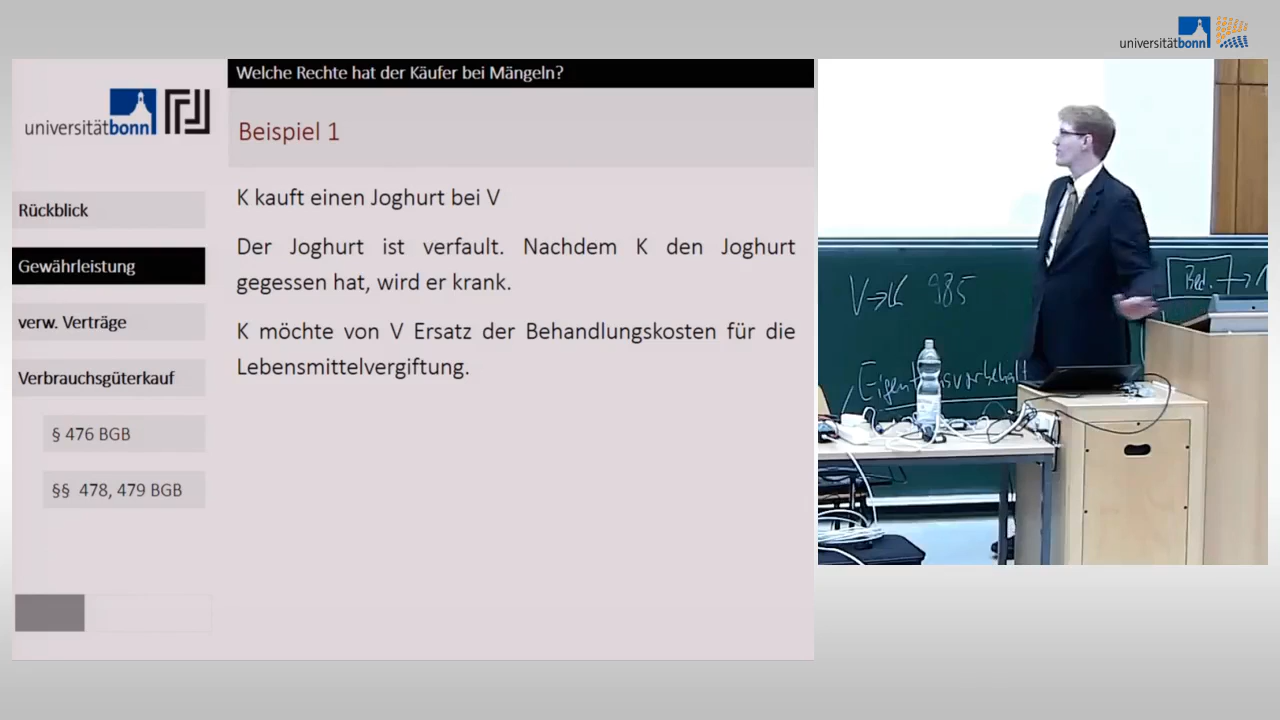 universitätbonn
Welche Rechte hat der Käufer bei Mängeln?
universitätbonn
Beispiel 1
Rückblick
Gewährleistung
verw. Verträge
Verbrauchsgüterkauf
§ 476 BGB
§§ 478, 479 BGB
K kauft einen Joghurt bei V
Der Joghurt ist verfault. Nachdem K den Joghurt
gegessen hat, wird er krank.
K möchte von V Ersatz der Behandlungskosten für die
Lebensmittelvergiftung.
V→K 985
Bed.
Eigentumsvorbehalt